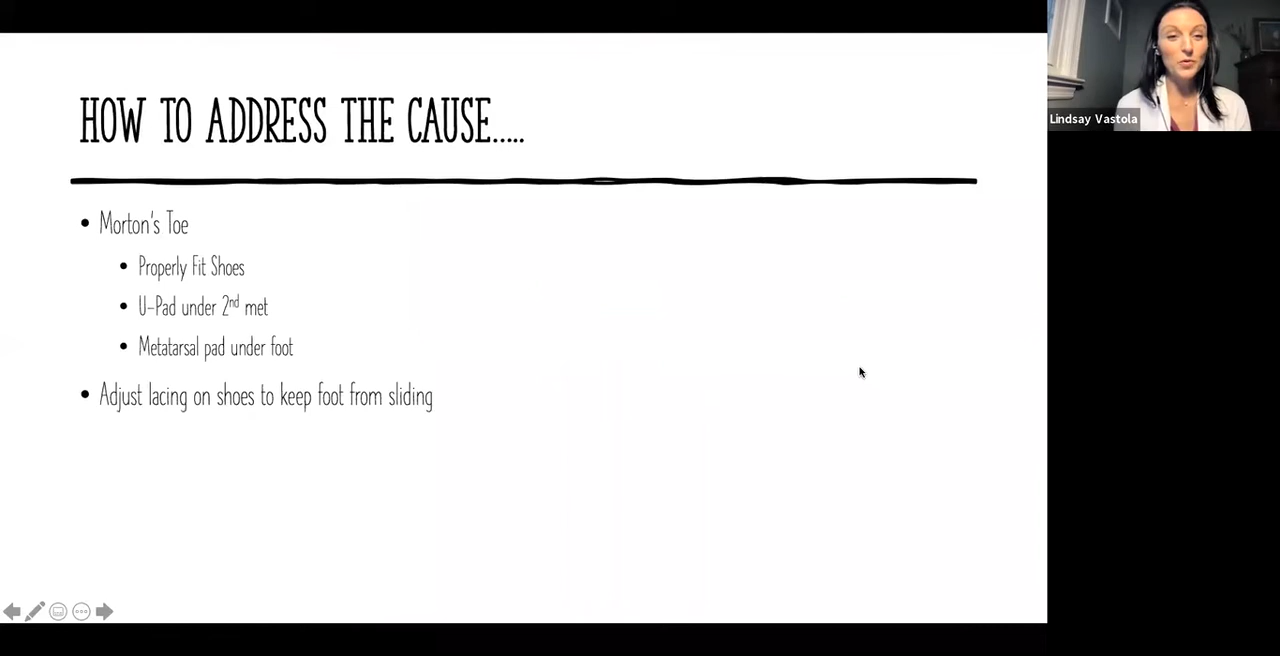 HOW TO ADDRESS THE CAUSE.....
Morton's Toe
Properly Fit Shoes
U-Pad under 2nd met
Metatarsal pad under foot
Adjust lacing on shoes to keep foot from sliding
Lindsay Vastola